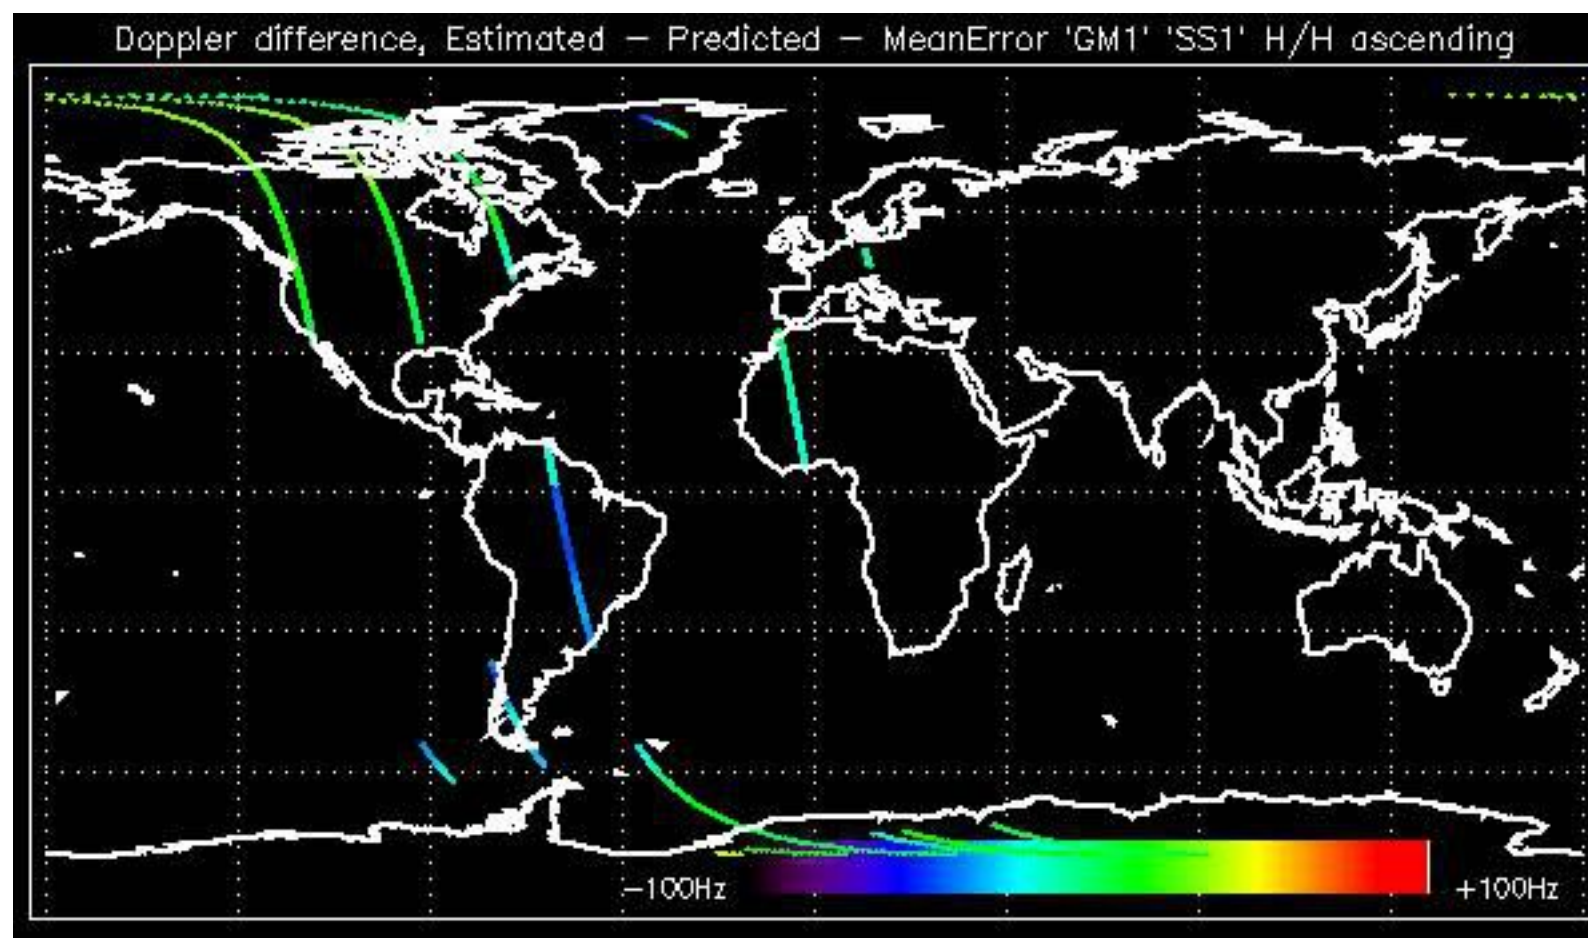 Doppler difference, Estimated – Predicted – MeanError 'GM1' 'SS1' H/H ascending
−100Hz +100Hz